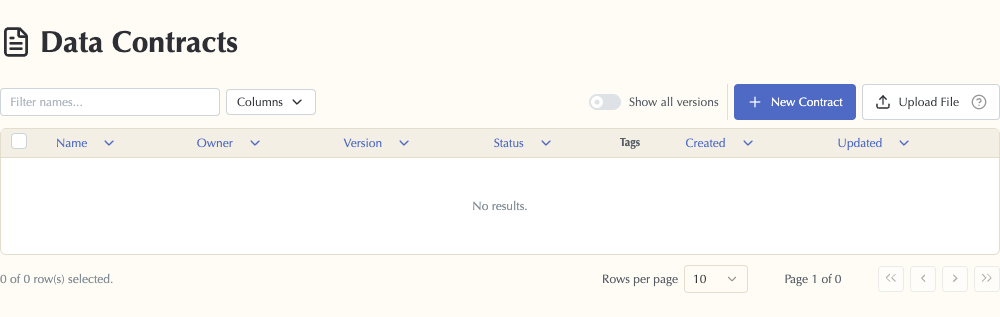 Data Contracts
Filter names...
Columns
Show all versions
New Contract
Upload File
Name Owner Version Status Tags Created Updated
No results.
0 of 0 row(s) selected.
Rows per page 10 Page 1 of 0